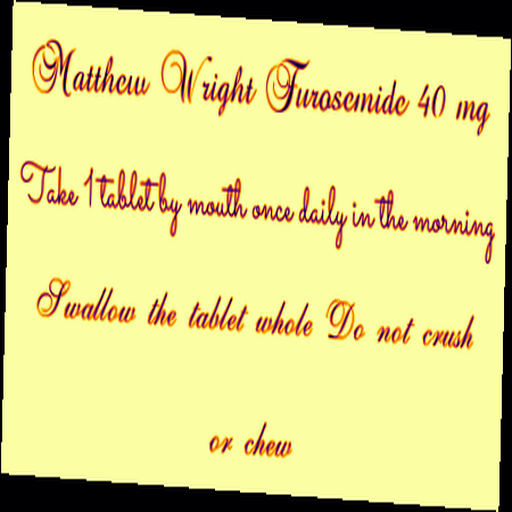 Matthew Wright Furosemide 40 mg
Take 1 tablet by mouth once daily in the morning
Swallow the tablet whole Do not crush
or chew